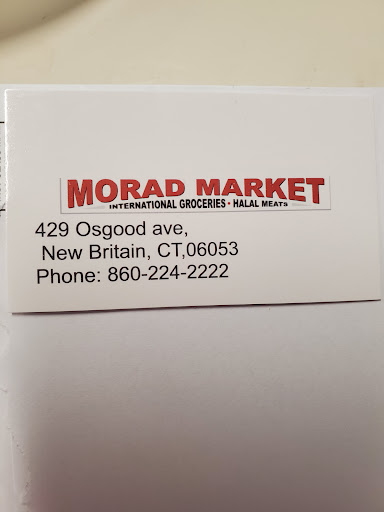 MORAD MARKET
INTERNATIONAL GROCERIES • HALAL MEATS
429 Osgood ave,
New Britain, CT,06053
Phone: 860-224-2222